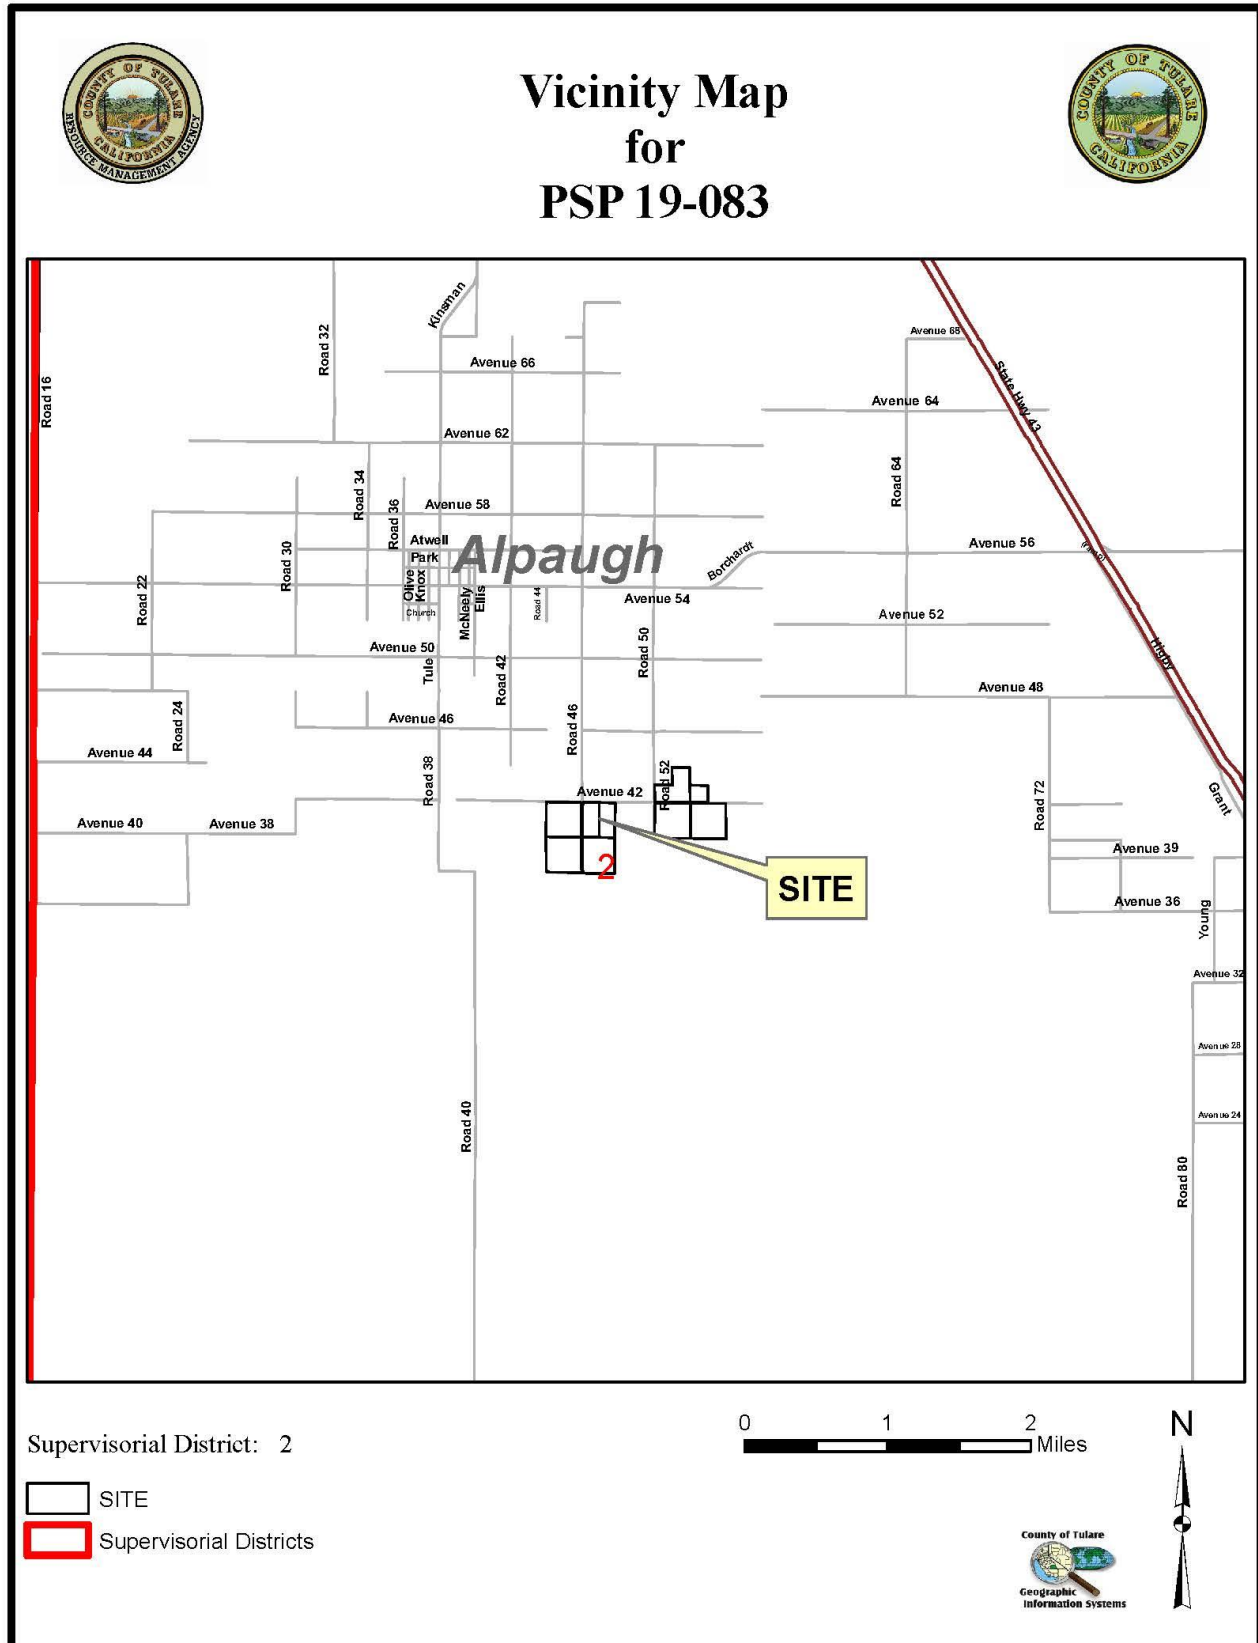 COUNTY OF TULARE
CALIFORNIA
RESOURCE MANAGEMENT AGENCY
Vicinity Map
for
PSP 19-083
COUNTY OF TULARE
CALIFORNIA
Kinsman
Road 32
Road 16
Avenue 68
Avenue 66
State Hwy 43
Avenue 64
Avenue 62
Road 34
Road 64
Road 36
Avenue 58
Atwell
Park
Alpaugh
Road 30
Borchardt
Avenue 56
Road 22
Olive
Knox
Church
McNeely
Ellis
Road 44
Avenue 54
Avenue 52
Avenue 50
Tule
Road 42
Road 50
Higby
Avenue 48
Road 24
Avenue 46
Road 46
Avenue 44
Road 38
Road 52
Avenue 42
Road 72
Grant
Avenue 40
Avenue 38
Avenue 39
2
SITE
Avenue 36
Young
Avenue 32
Avenue 28
Road 40
Avenue 24
Road 80
Supervisorial District: 2
SITE
Supervisorial Districts
0 1 2
Miles
N
County of Tulare
Geographic
Information Systems